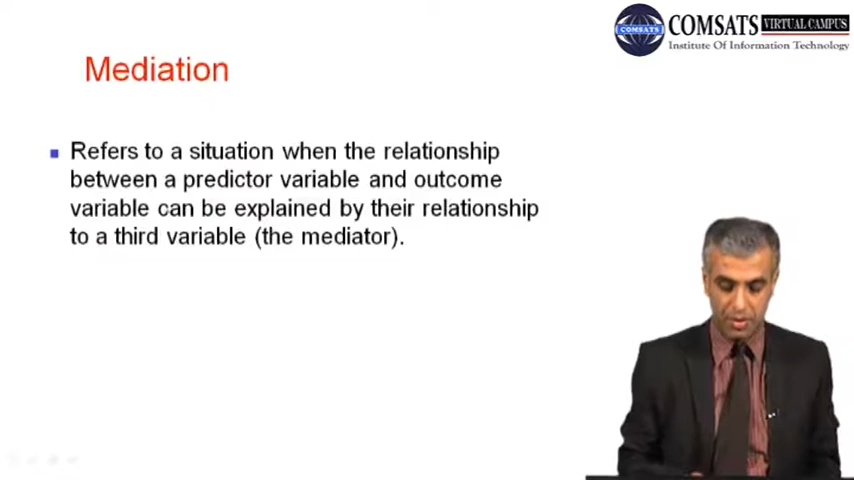 COMSATS
COMSATS VIRTUAL CAMPUS
Institute Of Information Technology
Mediation
Refers to a situation when the relationship
between a predictor variable and outcome
variable can be explained by their relationship
to a third variable (the mediator).